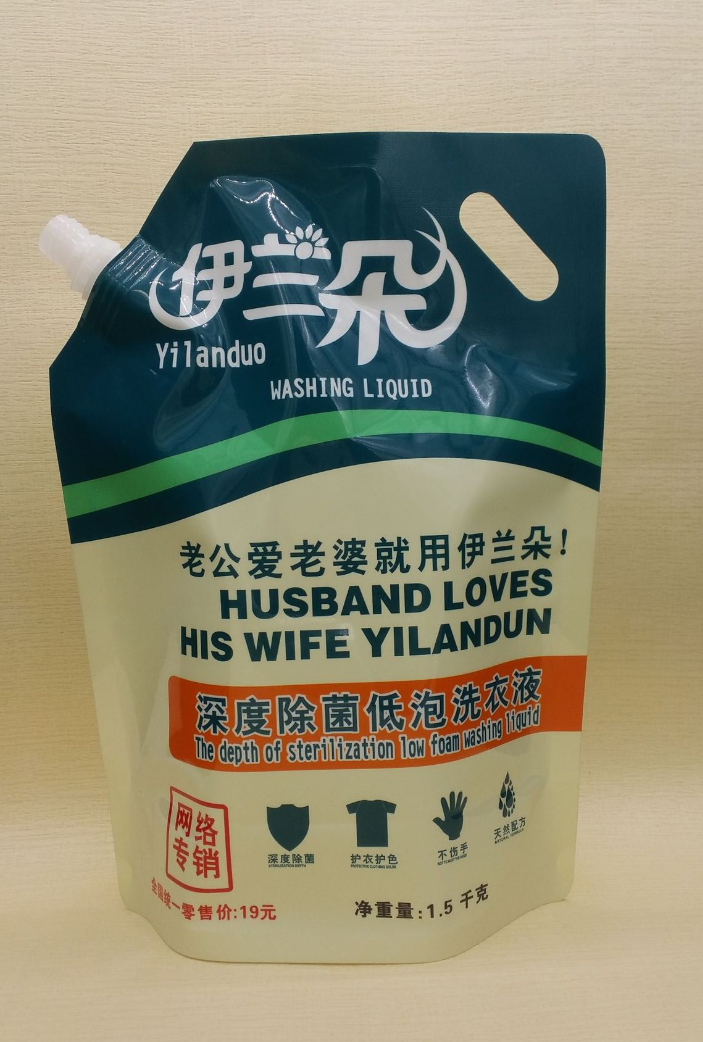 伊兰朵
Yilanduo
WASHING LIQUID
老公爱老婆就用伊兰朵！
HUSBAND LOVES
HIS WIFE YILANDUN
深度除菌低泡洗衣液
The depth of sterilization low foam washing liquid
网络
专销
深度除菌
护衣护色
不伤手
天然配方
全国统一零售价:19元
净重量:1.5 千克